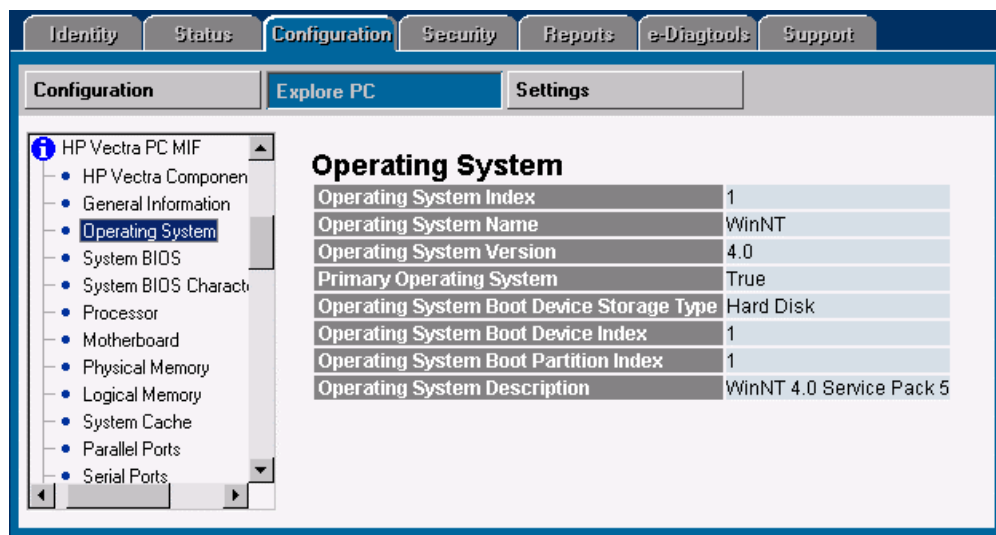 Identity Status Configuration Security Reports e-Diagtools Support
Configuration Explore PC Settings
HP Vectra PC MIF
HP Vectra Componen
General Information
Operating System
System BIOS
System BIOS Charact
Processor
Motherboard
Physical Memory
Logical Memory
System Cache
Parallel Ports
Serial Ports
Operating System
Operating System Index 1
Operating System Name WinNT
Operating System Version 4.0
Primary Operating System True
Operating System Boot Device Storage Type Hard Disk
Operating System Boot Device Index 1
Operating System Boot Partition Index 1
Operating System Description WinNT 4.0 Service Pack 5